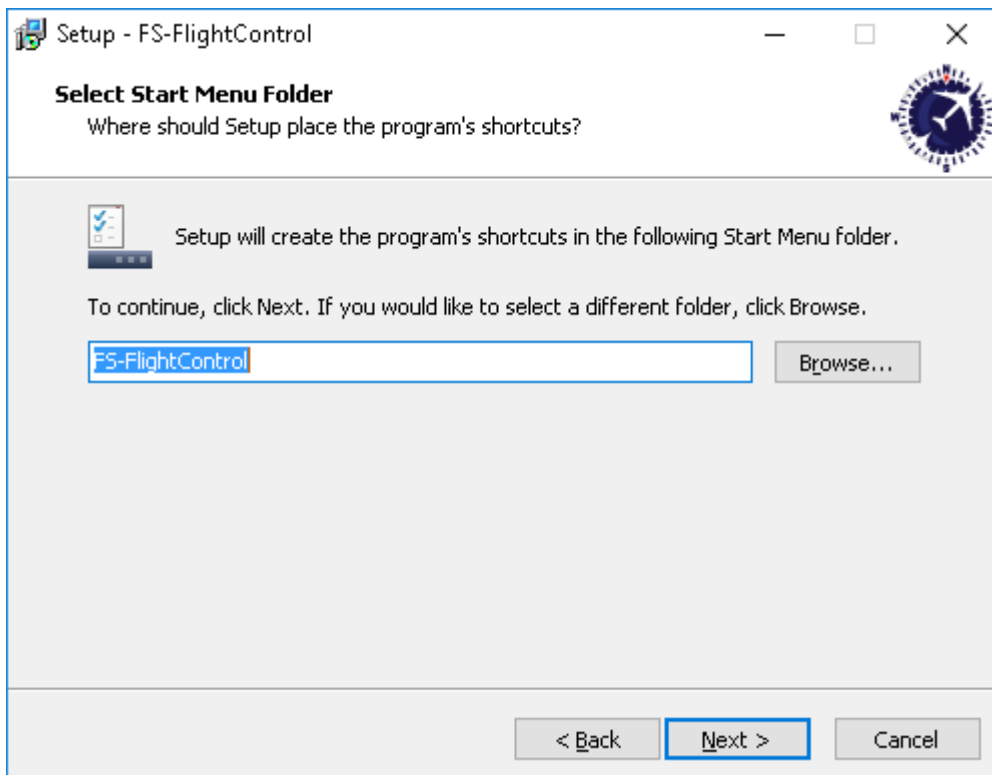 Setup - FS-FlightControl
Select Start Menu Folder
Where should Setup place the program's shortcuts?
N
W
S
Setup will create the program's shortcuts in the following Start Menu folder.
To continue, click Next. If you would like to select a different folder, click Browse.
FS-FlightControl
Browse...
< Back
Next >
Cancel